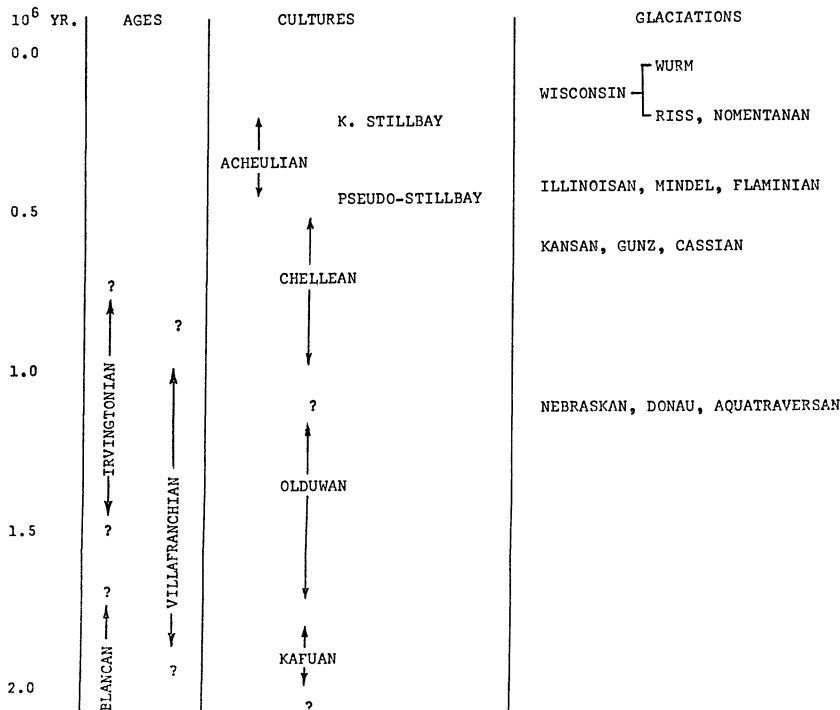 10⁶ YR. AGES CULTURES GLACIATIONS
0.0
WURM
WISCONSIN
RISS, NOMENTANAN
K. STILLBAY
ACHEULIAN
ILLINOISAN, MINDEL, FLAMINIAN
PSEUDO-STILLBAY
0.5
KANSAN, GUNZ, CASSIAN
CHELLEAN
?
?
1.0
IRVINGTONIAN
?
NEBRASKAN, DONAU, AQUATRAVERSAN
OLDUWAN
1.5
?
VILLAFRANCHIAN
?
KAFUAN
?
BLANCAN
2.0
?